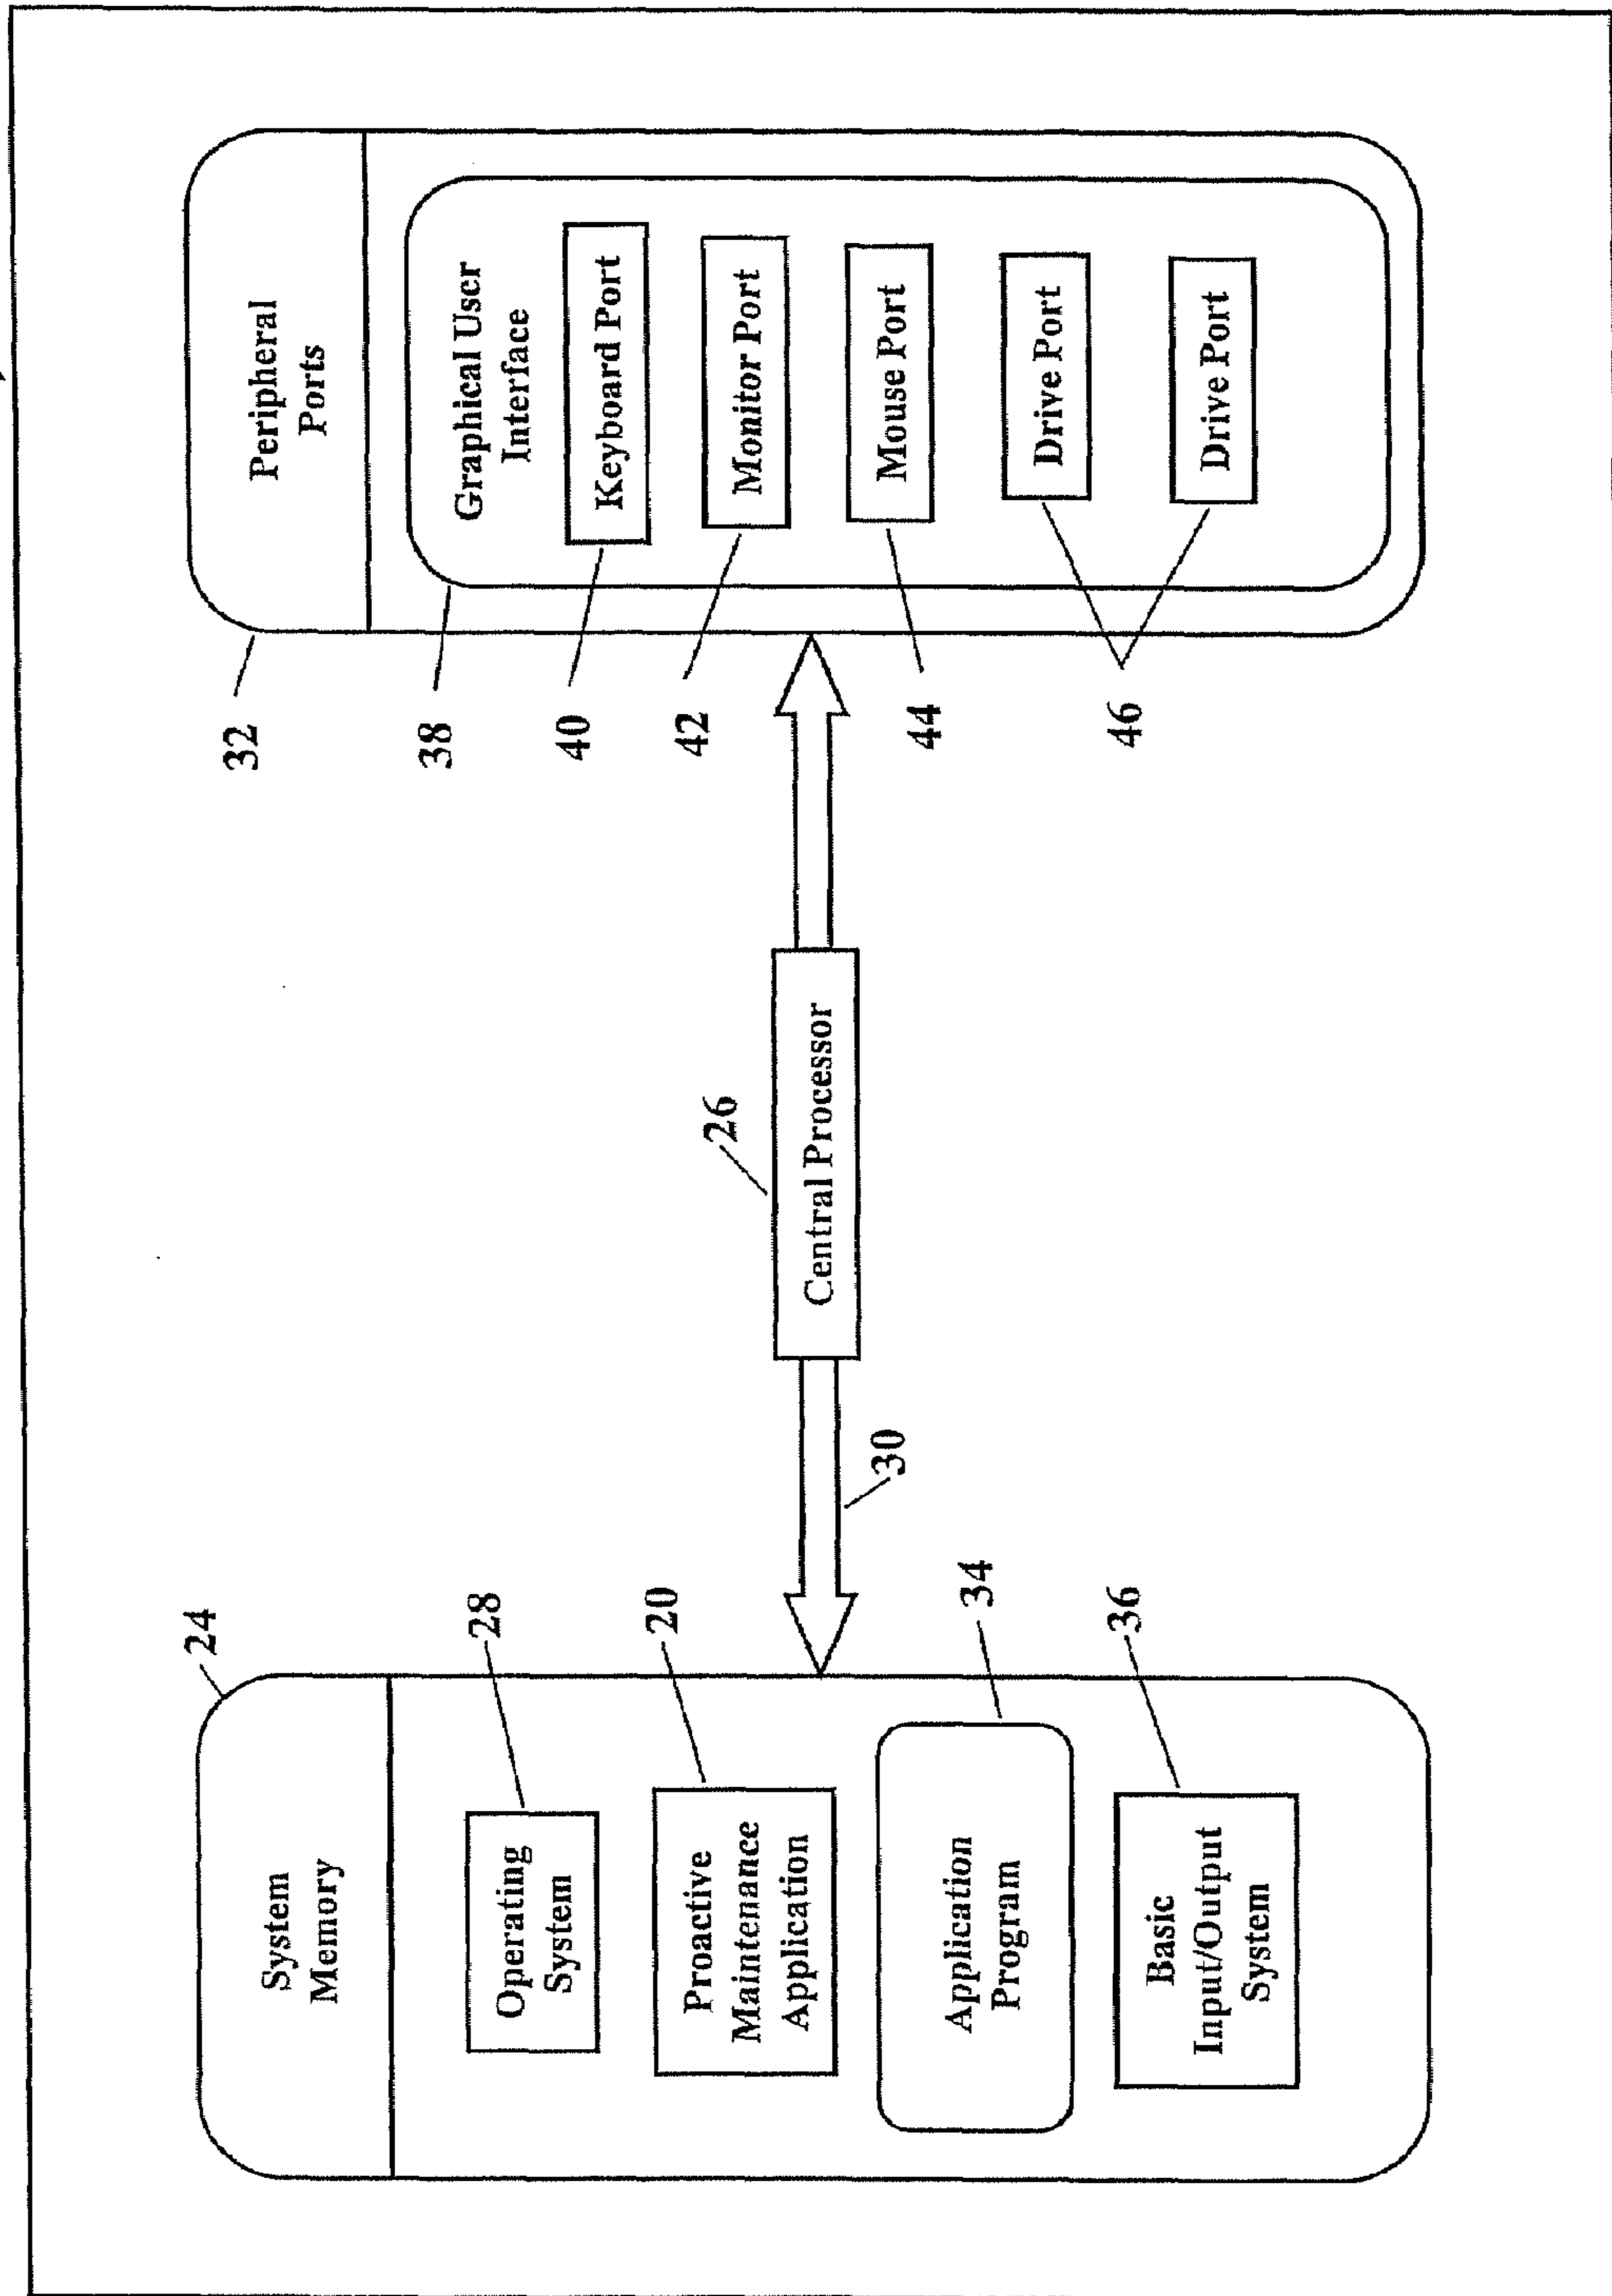 24
System
Memory
28
Operating
System
20
Proactive
Maintenance
Application
34
Application
Program
36
Basic
Input/Output
System
30
26
Central Processor
32
Peripheral
Ports
38
Graphical User
Interface
40
Keyboard Port
42
Monitor Port
44
Mouse Port
46
Drive Port
Drive Port